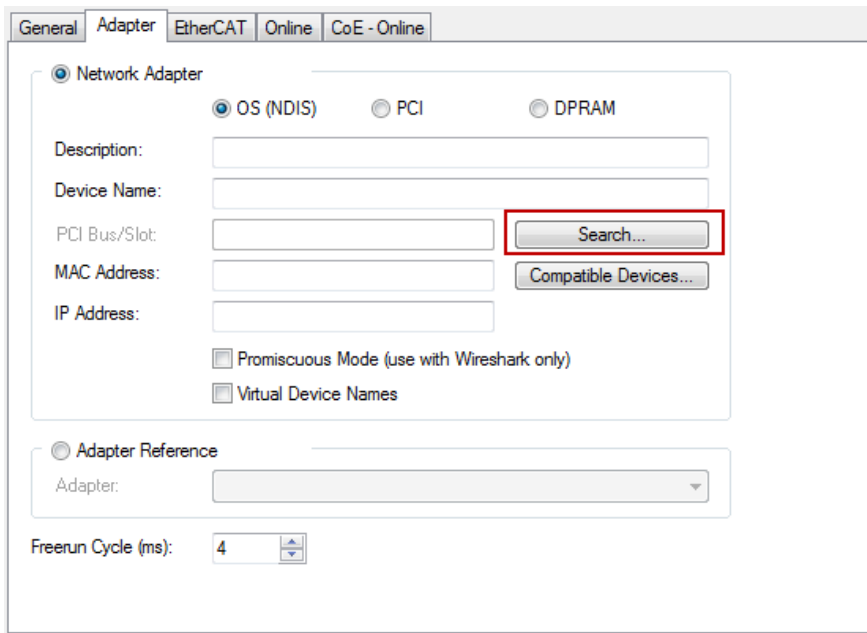 General Adapter EtherCAT Online CoE - Online
Network Adapter
OS (NDIS) PCI DPRAM
Description:
Device Name:
PCI Bus/Slot: Search...
MAC Address: Compatible Devices...
IP Address:
Promiscuous Mode (use with Wireshark only)
Virtual Device Names
Adapter Reference
Adapter:
Freerun Cycle (ms): 4